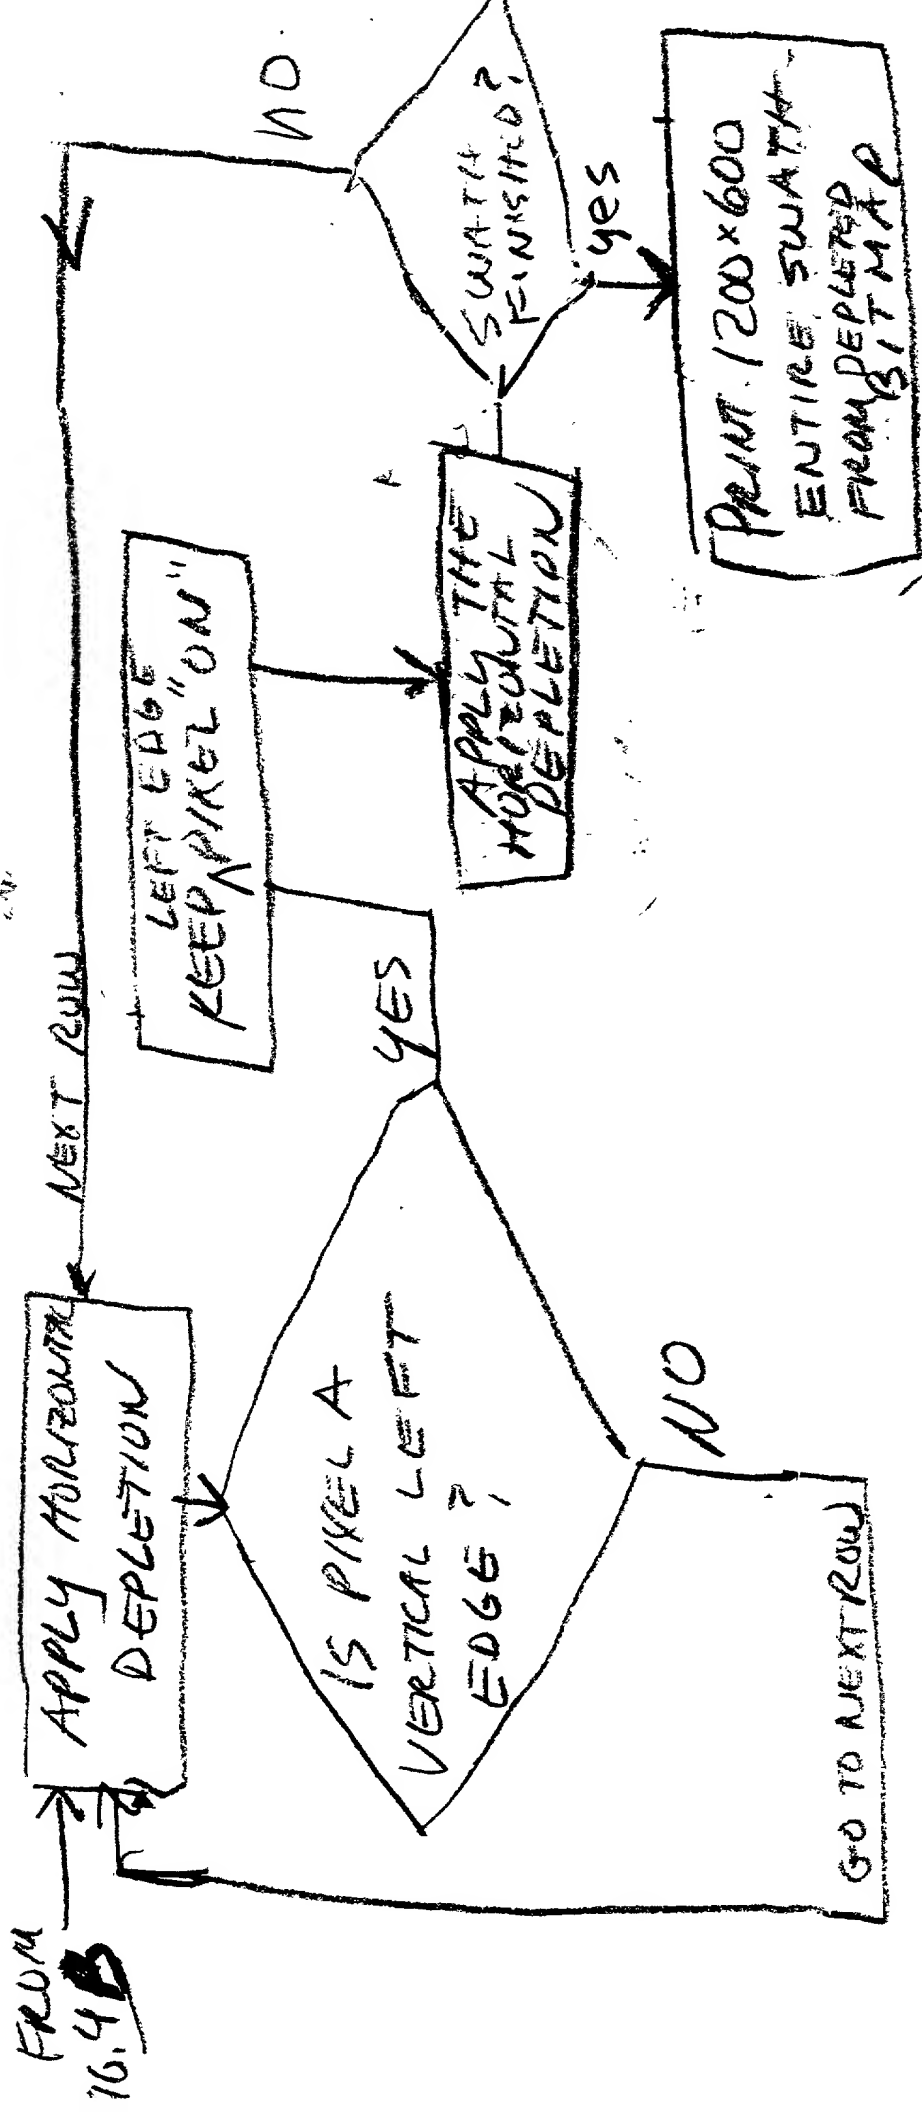 FROM
16.4B
APPLY HORIZONTAL
DEPLETION
NEXT ROW
NO
IS PIXEL A
VERTICAL LEFT
EDGE?
YES
NO
GO TO NEXT ROW
LEFT EDGE
KEEP ^ PIXEL "ON"
APPLY THE
HORIZONTAL
DEPLETION
SWATH
FINISHED?
yes
PRINT 1200x600
ENTIRE SWATH
FROM DEPLETED
BITMAP